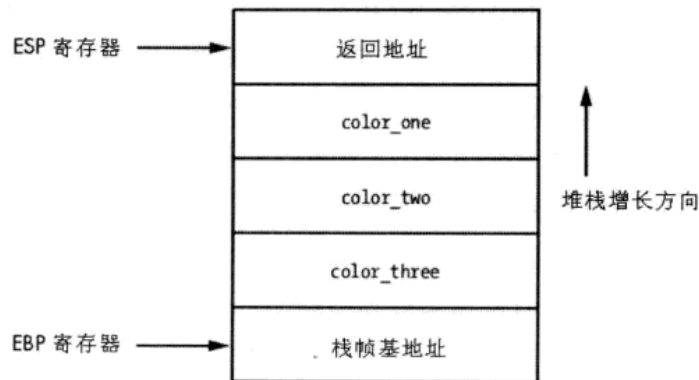 ESP 寄存器
返回地址
color_one
color_two
堆栈增长方向
color_three
EBP 寄存器
栈帧基地址